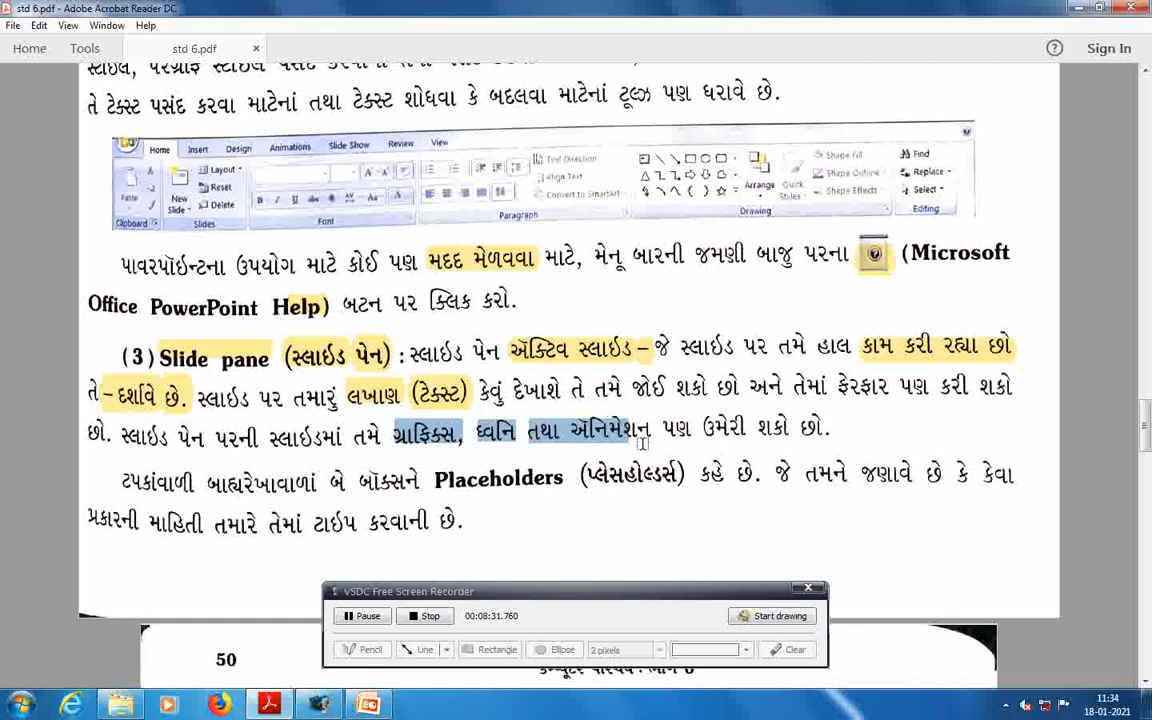 std 6.pdf - Adobe Acrobat Reader DC
File Edit View Window Help
Home Tools std 6.pdf × Sign In
તે ટેક્સ્ટ પસંદ કરવા માટેનાં તથા ટેક્સ્ટ શોધવા કે બદલવા માટેનાં ટૂલ્ઝ પણ ધરાવે છે.
Home Insert Design Animations Slide Show Review View
Layout Text Direction Shape Fill Find
Reset Align Text Shape Outline Replace
Paste New Slide Delete Convert to SmartArt Arrange Quick Styles Shape Effects Select
Clipboard Slides Font Paragraph Drawing Editing
પાવરપૉઇન્ટના ઉપયોગ માટે કોઈ પણ મદદ મેળવવા માટે, મેનૂ બારની જમણી બાજુ પરના (Microsoft
Office PowerPoint Help) બટન પર ક્લિક કરો.
(3) Slide pane (સ્લાઇડ પેન) : સ્લાઇડ પેન ઍક્ટિવ સ્લાઇડ – જે સ્લાઇડ પર તમે હાલ કામ કરી રહ્યા છો
તે – દર્શાવે છે. સ્લાઇડ પર તમારું લખાણ (ટેક્સ્ટ) કેવું દેખાશે તે તમે જોઈ શકો છો અને તેમાં ફેરફાર પણ કરી શકો
છો. સ્લાઇડ પેન પરની સ્લાઇડમાં તમે ગ્રાફિક્સ, ધ્વનિ તથા ઍનિમેશન પણ ઉમેરી શકો છો.
ટપકાંવાળી બાહ્યરેખાવાળાં બે બૉક્સને Placeholders (પ્લેસહોલ્ડર્સ) કહે છે. જે તમને જણાવે છે કે કેવા
પ્રકારની માહિતી તમારે તેમાં ટાઇપ કરવાની છે.
VSDC Free Screen Recorder
Pause Stop 00:08:31.760 Start drawing
Pencil Line Rectangle Ellipse 2 pixels Clear
50
11:34
18-01-2021